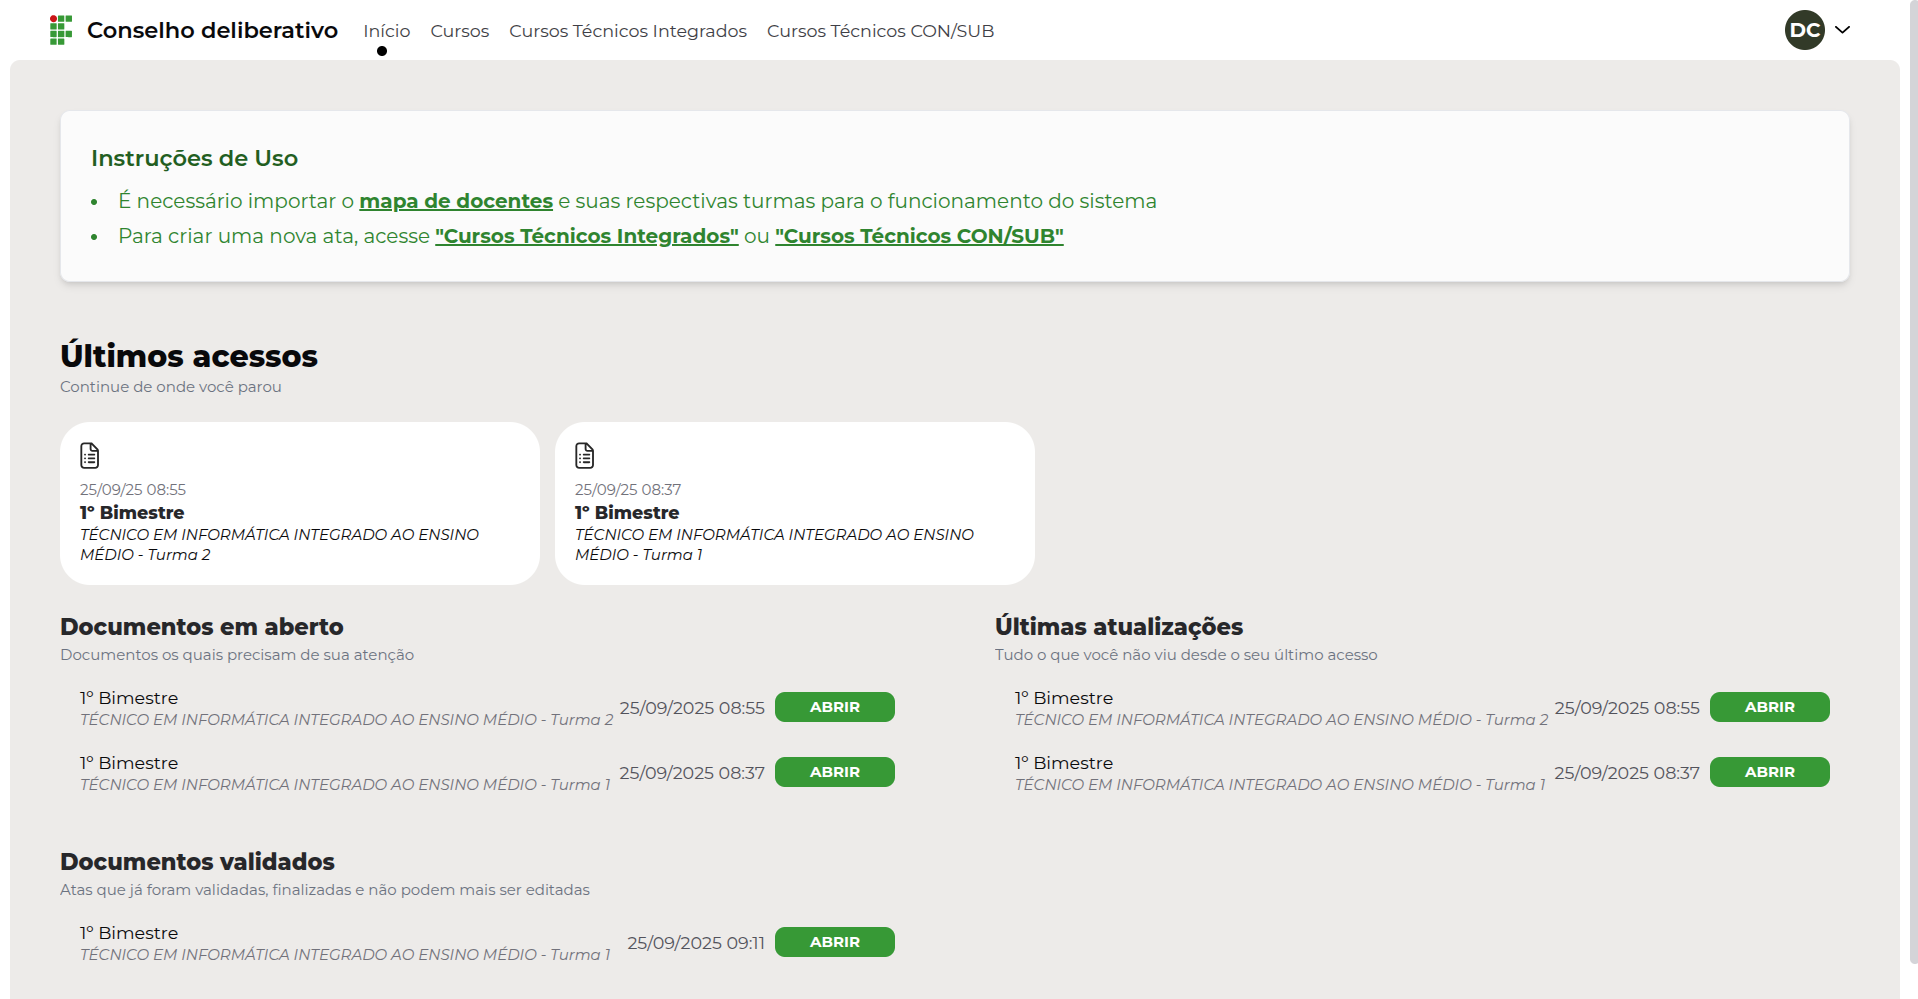 Conselho deliberativo
Início
Cursos
Cursos Técnicos Integrados
Cursos Técnicos CON/SUB
DC
Instruções de Uso
• É necessário importar o mapa de docentes e suas respectivas turmas para o funcionamento do sistema
• Para criar uma nova ata, acesse "Cursos Técnicos Integrados" ou "Cursos Técnicos CON/SUB"
Últimos acessos
Continue de onde você parou
25/09/25 08:55
1º Bimestre
TÉCNICO EM INFORMÁTICA INTEGRADO AO ENSINO
MÉDIO - Turma 2
25/09/25 08:37
1º Bimestre
TÉCNICO EM INFORMÁTICA INTEGRADO AO ENSINO
MÉDIO - Turma 1
Documentos em aberto
Documentos os quais precisam de sua atenção
1º Bimestre
TÉCNICO EM INFORMÁTICA INTEGRADO AO ENSINO MÉDIO - Turma 2
25/09/2025 08:55
ABRIR
1º Bimestre
TÉCNICO EM INFORMÁTICA INTEGRADO AO ENSINO MÉDIO - Turma 1
25/09/2025 08:37
ABRIR
Últimas atualizações
Tudo o que você não viu desde o seu último acesso
1º Bimestre
TÉCNICO EM INFORMÁTICA INTEGRADO AO ENSINO MÉDIO - Turma 2
25/09/2025 08:55
ABRIR
1º Bimestre
TÉCNICO EM INFORMÁTICA INTEGRADO AO ENSINO MÉDIO - Turma 1
25/09/2025 08:37
ABRIR
Documentos validados
Atas que já foram validadas, finalizadas e não podem mais ser editadas
1º Bimestre
TÉCNICO EM INFORMÁTICA INTEGRADO AO ENSINO MÉDIO - Turma 1
25/09/2025 09:11
ABRIR